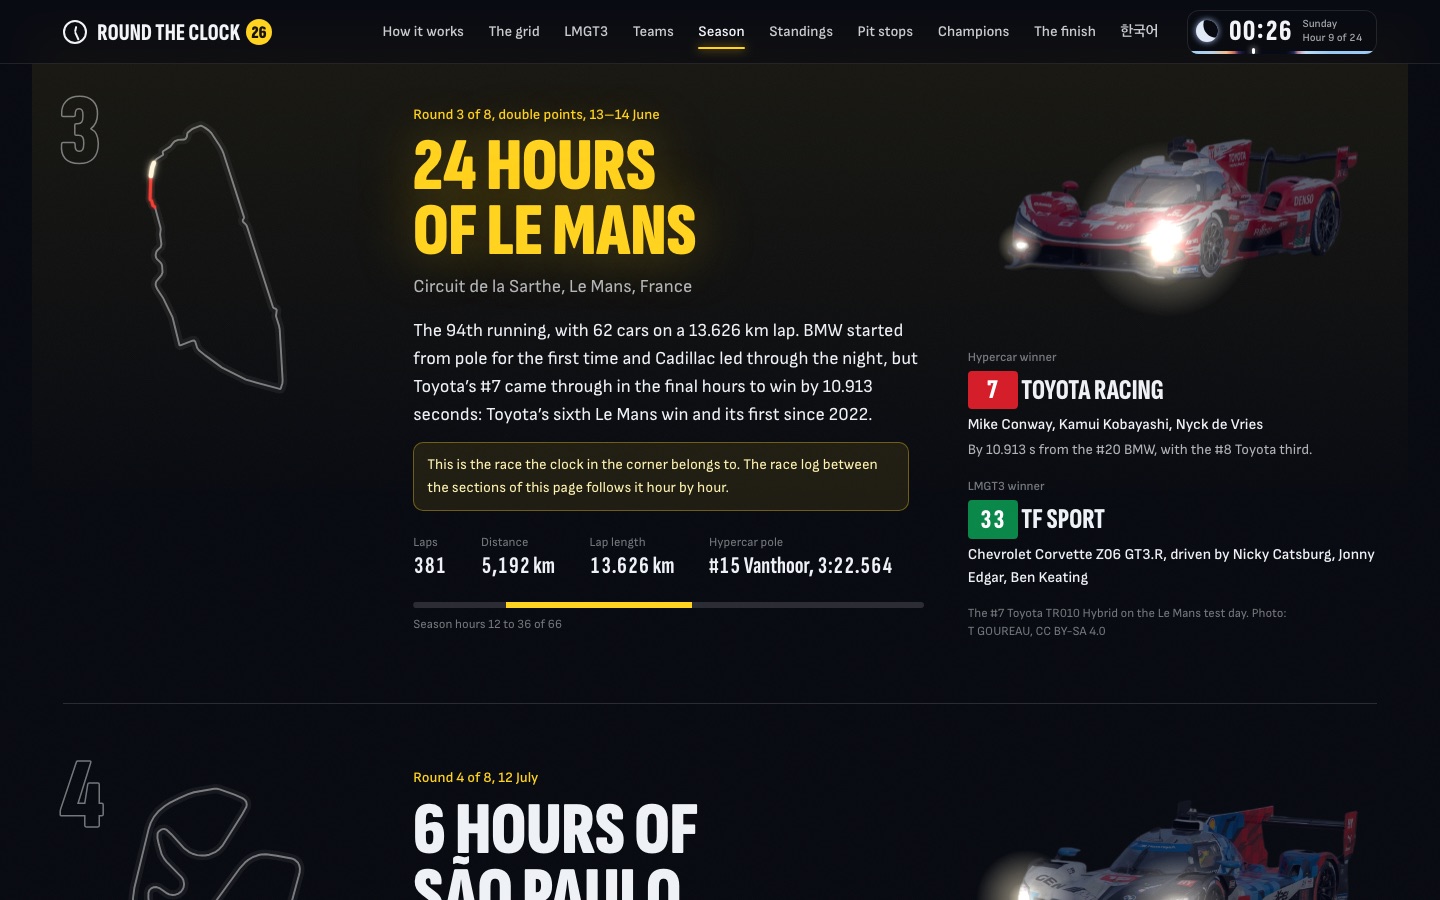 ROUND THE CLOCK 26
How it works The grid LMGT3 Teams Season Standings Pit stops Champions The finish 한국어
00:26
Sunday
Hour 9 of 24
3
Round 3 of 8, double points, 13–14 June
24 HOURS
OF LE MANS
Circuit de la Sarthe, Le Mans, France
The 94th running, with 62 cars on a 13.626 km lap. BMW started
from pole for the first time and Cadillac led through the night, but
Toyota’s #7 came through in the final hours to win by 10.913
seconds: Toyota’s sixth Le Mans win and its first since 2022.
This is the race the clock in the corner belongs to. The race log between
the sections of this page follows it hour by hour.
Laps Distance Lap length Hypercar pole
381 5,192 km 13.626 km #15 Vanthoor, 3:22.564
Season hours 12 to 36 of 66
TOYOTA
DENSO
Hypercar winner
7 TOYOTA RACING
Mike Conway, Kamui Kobayashi, Nyck de Vries
By 10.913 s from the #20 BMW, with the #8 Toyota third.
LMGT3 winner
33 TF SPORT
Chevrolet Corvette Z06 GT3.R, driven by Nicky Catsburg, Jonny
Edgar, Ben Keating
The #7 Toyota TR010 Hybrid on the Le Mans test day. Photo:
T GOUREAU, CC BY-SA 4.0
4
Round 4 of 8, 12 July
6 HOURS OF
SÃO PAULO